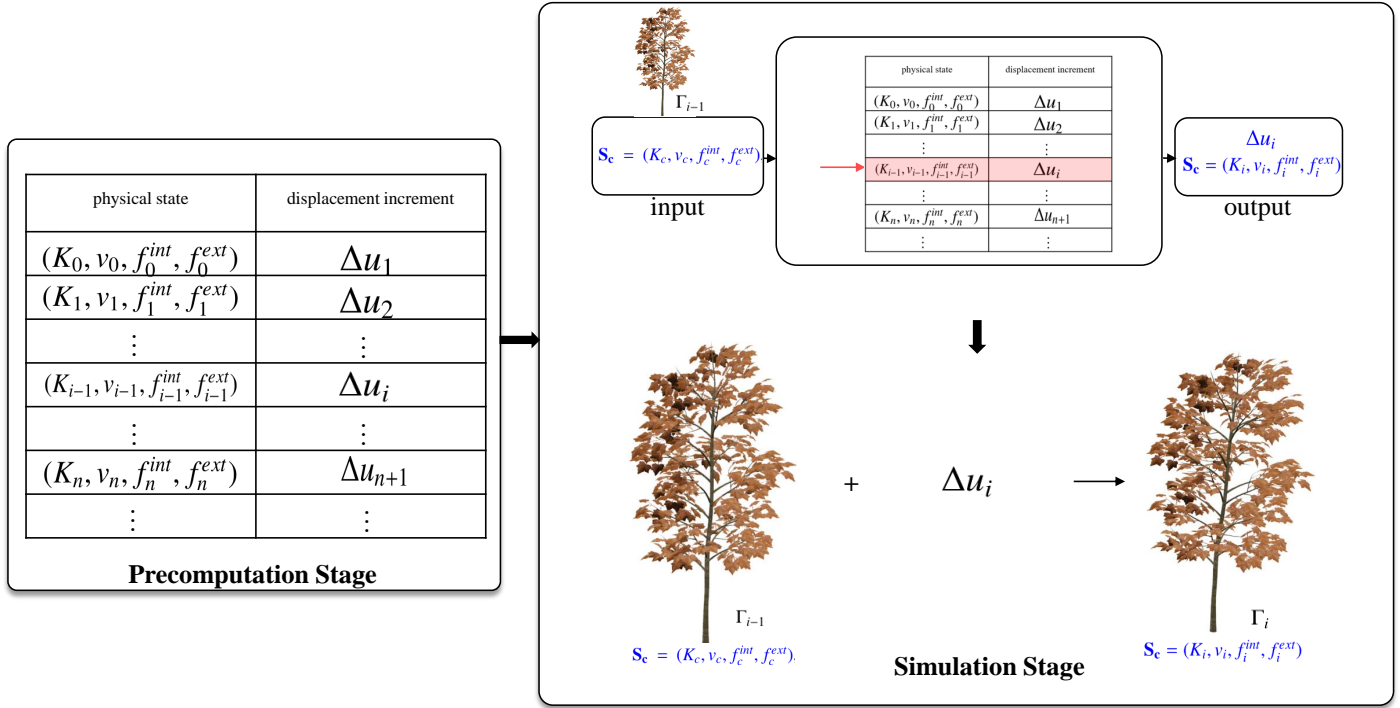 physical state displacement increment
(K_0, v_0, f_0^{int}, f_0^{ext}) Δu_1
(K_1, v_1, f_1^{int}, f_1^{ext}) Δu_2
⋮ ⋮
(K_{i−1}, v_{i−1}, f_{i−1}^{int}, f_{i−1}^{ext}) Δu_i
⋮ ⋮
(K_n, v_n, f_n^{int}, f_n^{ext}) Δu_{n+1}
⋮ ⋮
Precomputation Stage
Γ_{i−1}
S_c = (K_c, v_c, f_c^{int}, f_c^{ext}).
input
physical state displacement increment
(K_0, v_0, f_0^{int}, f_0^{ext}) Δu_1
(K_1, v_1, f_1^{int}, f_1^{ext}) Δu_2
⋮ ⋮
(K_{i−1}, v_{i−1}, f_{i−1}^{int}, f_{i−1}^{ext}) Δu_i
⋮ ⋮
(K_n, v_n, f_n^{int}, f_n^{ext}) Δu_{n+1}
⋮ ⋮
Δu_i
S_c = (K_i, v_i, f_i^{int}, f_i^{ext})
output
+ Δu_i
Γ_{i−1}
S_c = (K_c, v_c, f_c^{int}, f_c^{ext}).
Γ_i
S_c = (K_i, v_i, f_i^{int}, f_i^{ext})
Simulation Stage